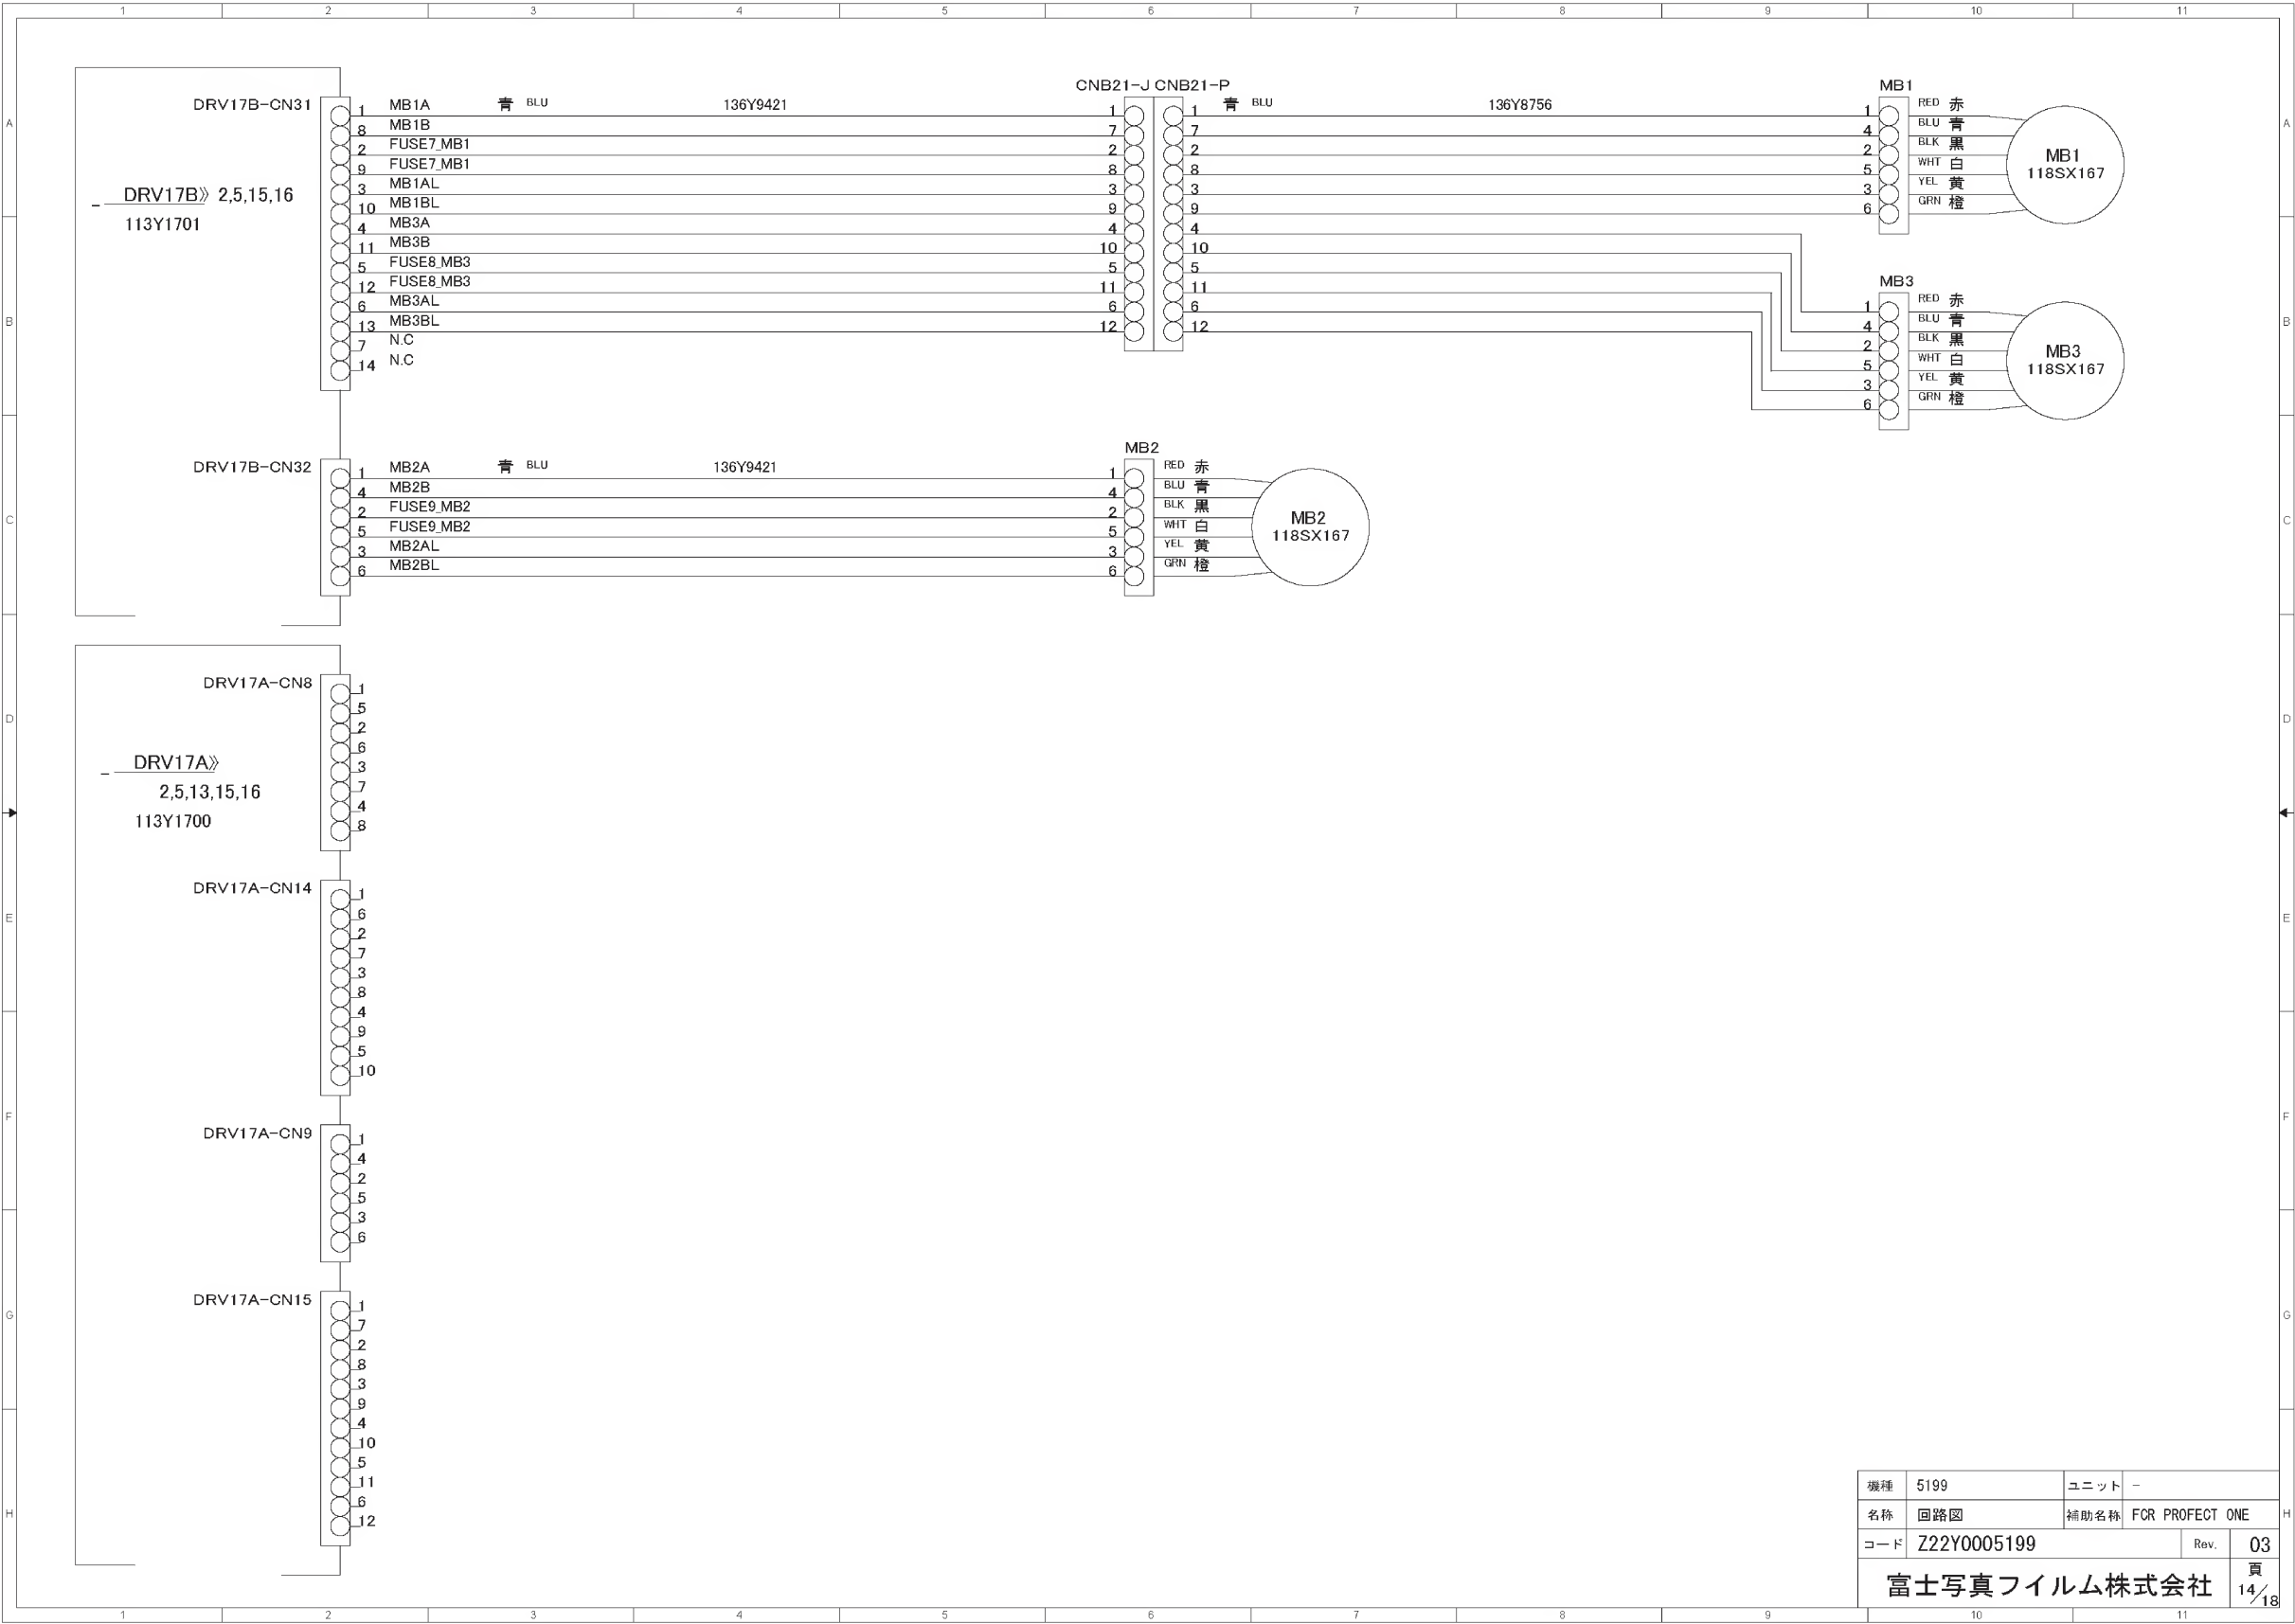 1 2 3 4 5 6 7 8 9 10 11
A
B
C
D
E
F
G
H
DRV17B-CN31
DRV17B》 2,5,15,16
113Y1701
1 MB1A 青 BLU 136Y9421 1
8 MB1B 7
2 FUSE7_MB1 2
9 FUSE7_MB1 8
3 MB1AL 3
10 MB1BL 9
4 MB3A 4
11 MB3B 10
5 FUSE8_MB3 5
12 FUSE8_MB3 11
6 MB3AL 6
13 MB3BL 12
7 N.C
14 N.C
CNB21-J CNB21-P
1 青 BLU 136Y8756
7
2
8
3
9
4
10
5
11
6
12
MB1
1 RED 赤
4 BLU 青
2 BLK 黒
5 WHT 白
3 YEL 黄
6 GRN 橙
MB1
118SX167
MB3
1 RED 赤
4 BLU 青
2 BLK 黒
5 WHT 白
3 YEL 黄
6 GRN 橙
MB3
118SX167
DRV17B-CN32
1 MB2A 青 BLU 136Y9421 1
4 MB2B 4
2 FUSE9_MB2 2
5 FUSE9_MB2 5
3 MB2AL 3
6 MB2BL 6
MB2
RED 赤
BLU 青
BLK 黒
WHT 白
YEL 黄
GRN 橙
MB2
118SX167
DRV17A-CN8
1
5
2
6
3
7
4
8
DRV17A》
2,5,13,15,16
113Y1700
DRV17A-CN14
1
6
2
7
3
8
4
9
5
10
DRV17A-CN9
1
4
2
5
3
6
DRV17A-CN15
1
7
2
8
3
9
4
10
5
11
6
12
機種 5199 ユニット -
名称 回路図 補助名称 FCR PROFECT ONE
コード Z22Y0005199 Rev. 03
富士写真フイルム株式会社 頁 14/18
A
B
C
D
E
F
G
H
1 2 3 4 5 6 7 8 9 10 11